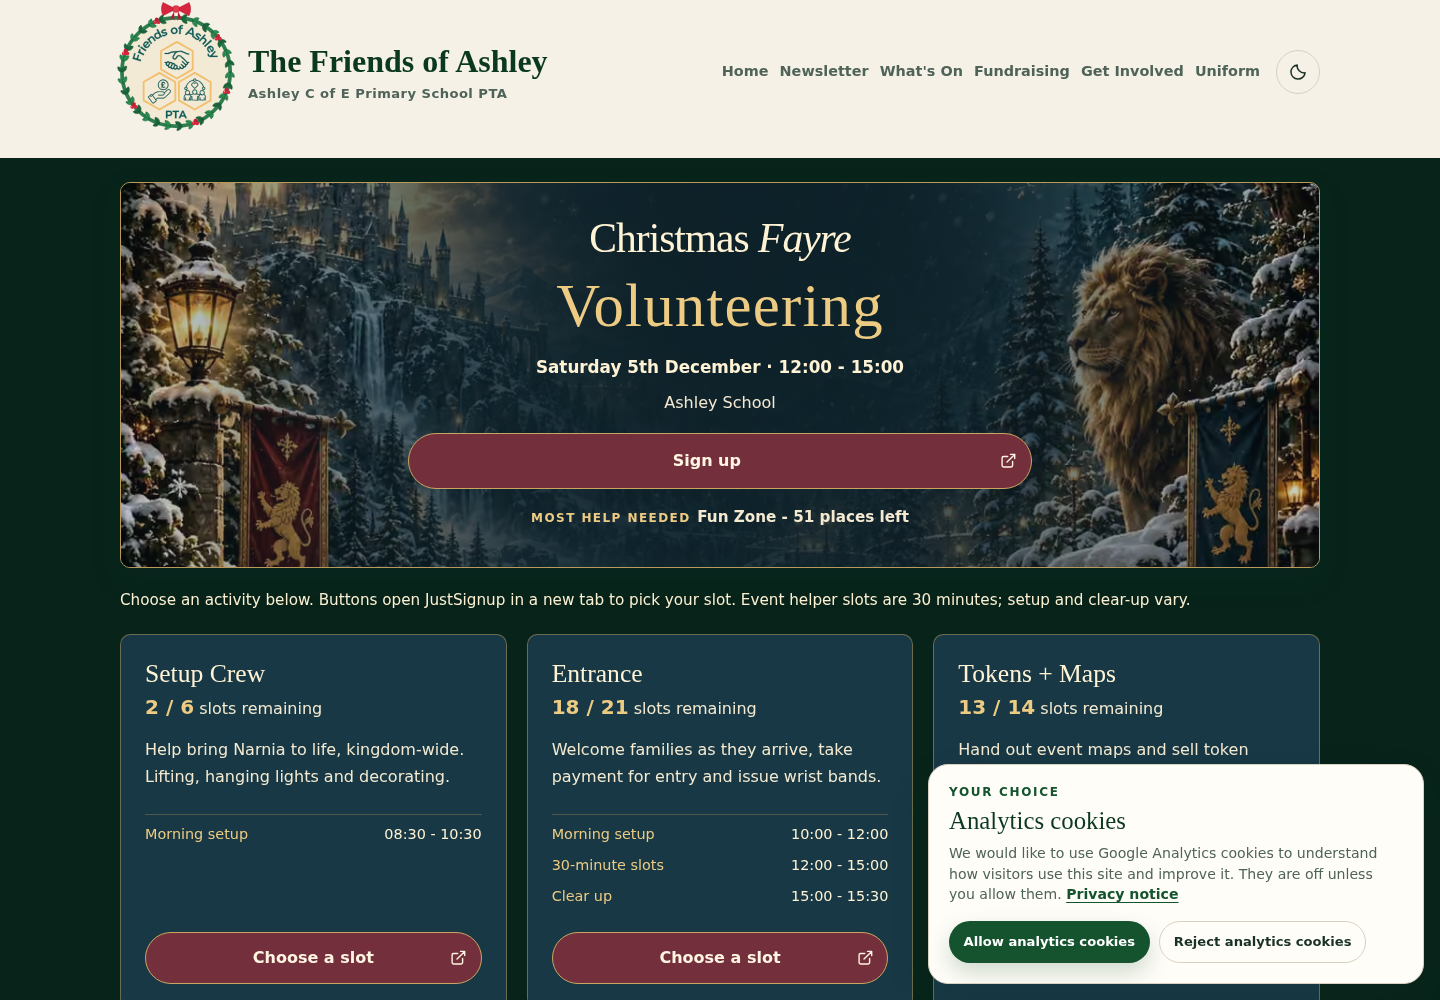 Friends of Ashley
PTA
The Friends of Ashley
Ashley C of E Primary School PTA
Home Newsletter What's On Fundraising Get Involved Uniform
Christmas Fayre
Volunteering
Saturday 5th December · 12:00 - 15:00
Ashley School
Sign up
MOST HELP NEEDED Fun Zone - 51 places left
Choose an activity below. Buttons open JustSignup in a new tab to pick your slot. Event helper slots are 30 minutes; setup and clear-up vary.
Setup Crew
2 / 6 slots remaining
Help bring Narnia to life, kingdom-wide.
Lifting, hanging lights and decorating.
Morning setup 08:30 - 10:30
Choose a slot
Entrance
18 / 21 slots remaining
Welcome families as they arrive, take
payment for entry and issue wrist bands.
Morning setup 10:00 - 12:00
30-minute slots 12:00 - 15:00
Clear up 15:00 - 15:30
Choose a slot
Tokens + Maps
13 / 14 slots remaining
Hand out event maps and sell token
YOUR CHOICE
Analytics cookies
We would like to use Google Analytics cookies to understand
how visitors use this site and improve it. They are off unless
you allow them. Privacy notice
Allow analytics cookies
Reject analytics cookies